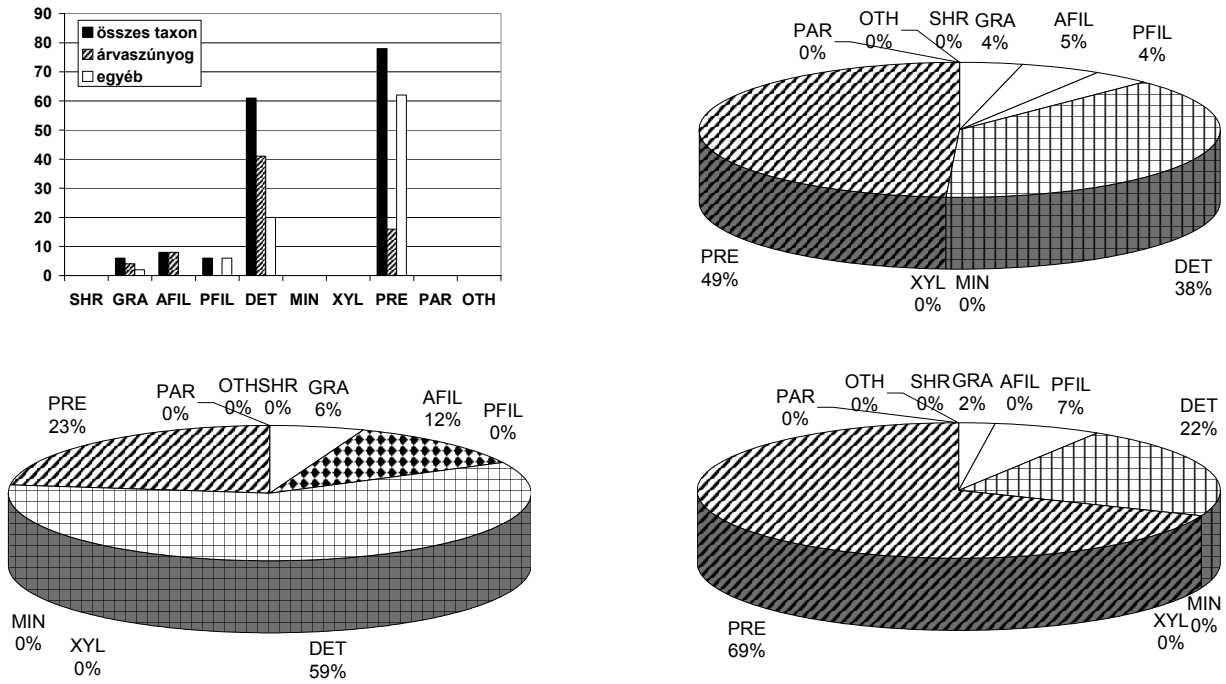 90
80
70
60
50
40
30
20
10
0
összes taxon
árvaszúnyog
egyéb
SHR GRA AFIL PFIL DET MIN XYL PRE PAR OTH
PAR
0%
OTH
0%
SHR
0%
GRA
4%
AFIL
5%
PFIL
4%
PRE
49%
XYL
0%
MIN
0%
DET
38%
PRE
23%
PAR
0%
OTH
0%
SHR
0%
GRA
6%
AFIL
12%
PFIL
0%
MIN
0%
XYL
0%
DET
59%
PAR
0%
OTH
0%
SHR
0%
GRA
2%
AFIL
0%
PFIL
7%
DET
22%
PRE
69%
XYL
0%
MIN
0%